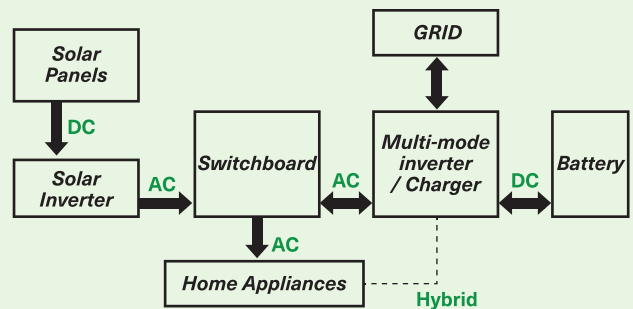 Solar
Panels
GRID
DC
Solar
Inverter
AC
Switchboard
AC
Multi-mode
inverter
/ Charger
DC
Battery
AC
Home Appliances
Hybrid